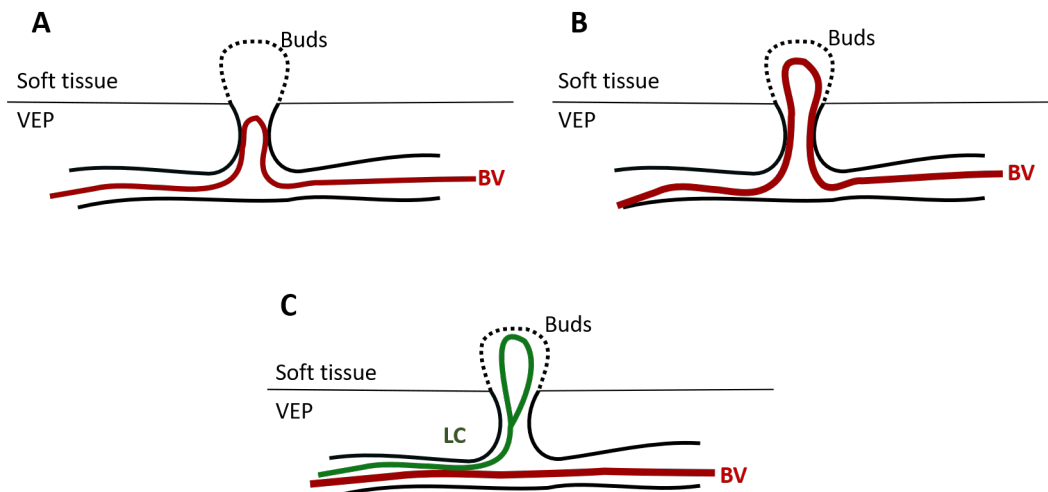 A
Buds
Soft tissue
VEP
BV
B
Buds
Soft tissue
VEP
BV
C
Buds
Soft tissue
VEP
LC
BV